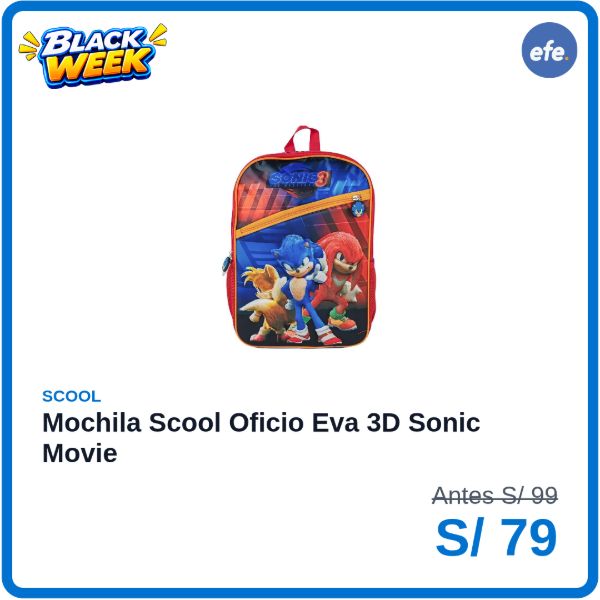 BLACK
WEEK
efe.
SONIC 3
SCOOL
Mochila Scool Oficio Eva 3D Sonic
Movie
Antes S/ 99
S/ 79